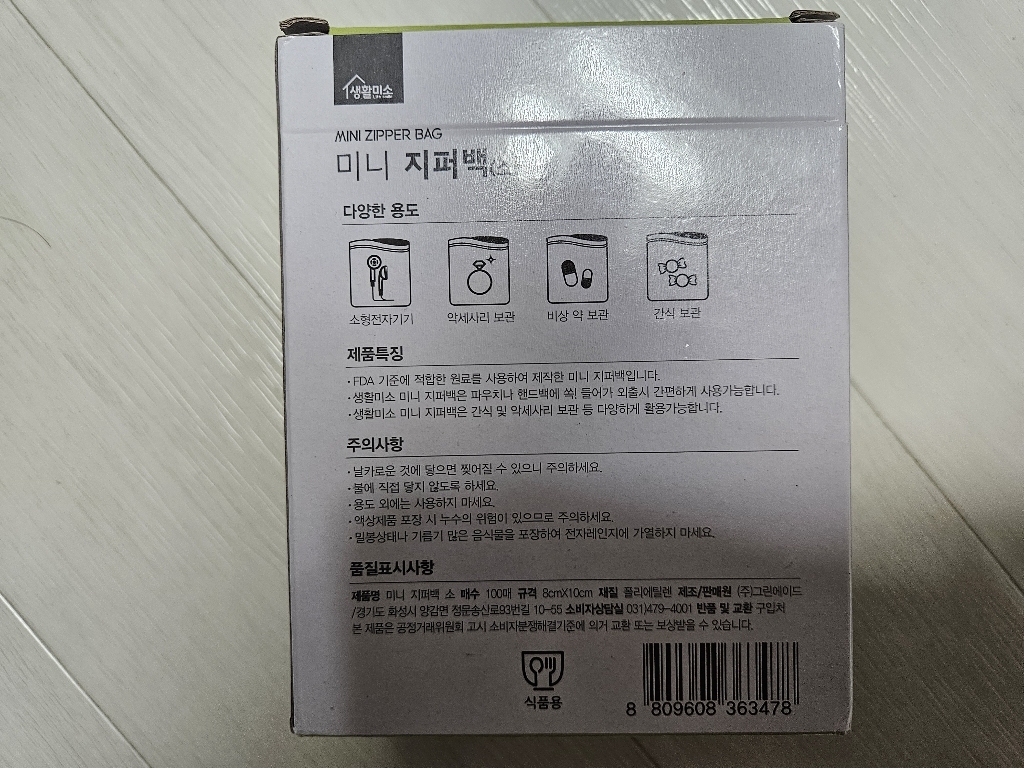 생활미소
MINI ZIPPER BAG
미니 지퍼백(소
다양한 용도
소형전자기기 악세사리 보관 비상 약 보관 간식 보관
제품특징
· FDA 기준에 적합한 원료를 사용하여 제작한 미니 지퍼백입니다.
· 생활미소 미니 지퍼백은 파우치나 핸드백에 쏙! 들어가 외출시 간편하게 사용가능합니다.
· 생활미소 미니 지퍼백은 간식 및 악세사리 보관 등 다양하게 활용가능합니다.
주의사항
· 날카로운 것에 닿으면 찢어질 수 있으니 주의하세요.
· 불에 직접 닿지 않도록 하세요.
· 용도 외에는 사용하지 마세요.
· 액상제품 포장 시 누수의 위험이 있으므로 주의하세요.
· 밀봉상태나 기름기 많은 음식물을 포장하여 전자레인지에 가열하지 마세요.
품질표시사항
제품명 미니 지퍼백 소 매수 100매 규격 8cmX10cm 재질 폴리에틸렌 제조/판매원 (주)그린에이드
/경기도 화성시 양감면 정문송산로93번길 10-55 소비자상담실 031)479-4001 반품 및 교환 구입처
본 제품은 공정거래위원회 고시 소비자분쟁해결기준에 의거 교환 또는 보상받을 수 있습니다.
식품용
8 809608 363478